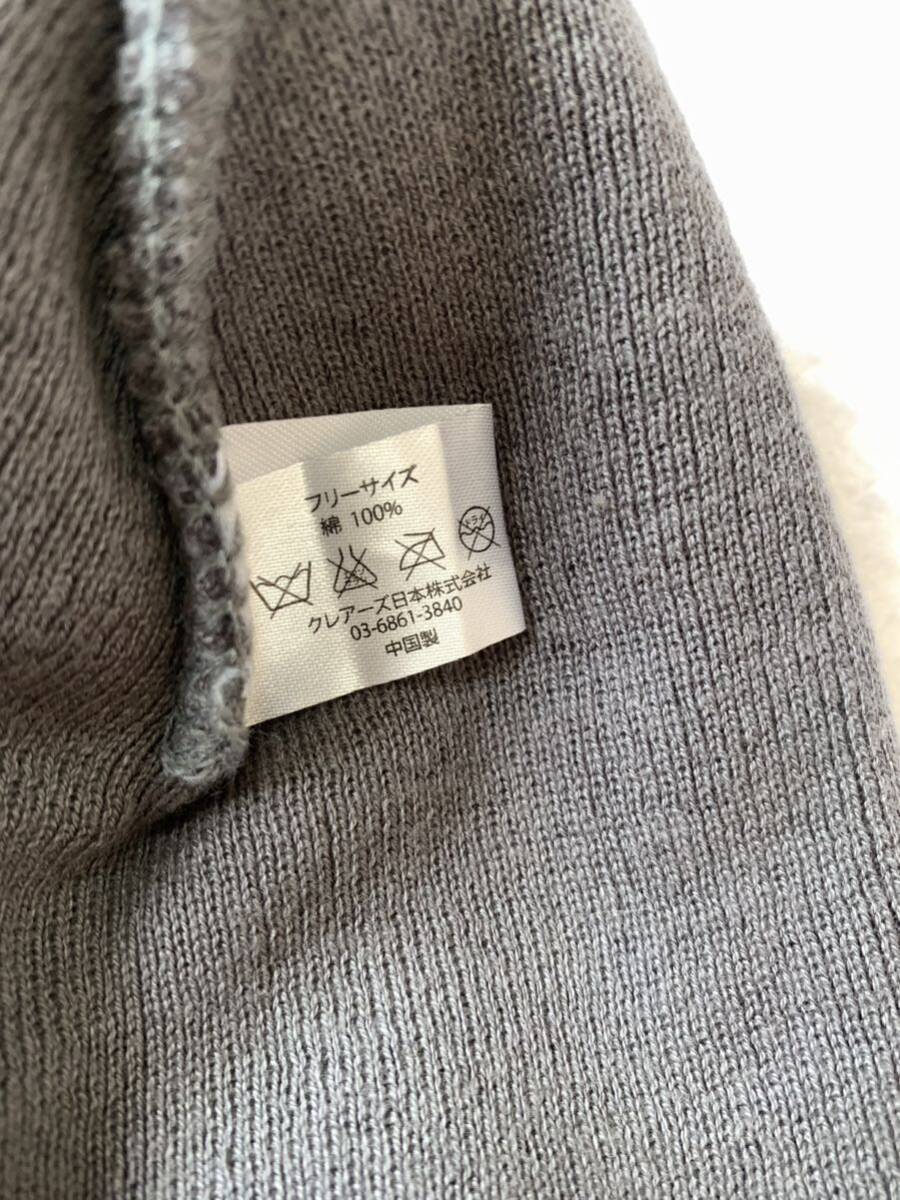 フリーサイズ
綿 100%
クレアーズ日本株式会社
03-6861-3840
中国製